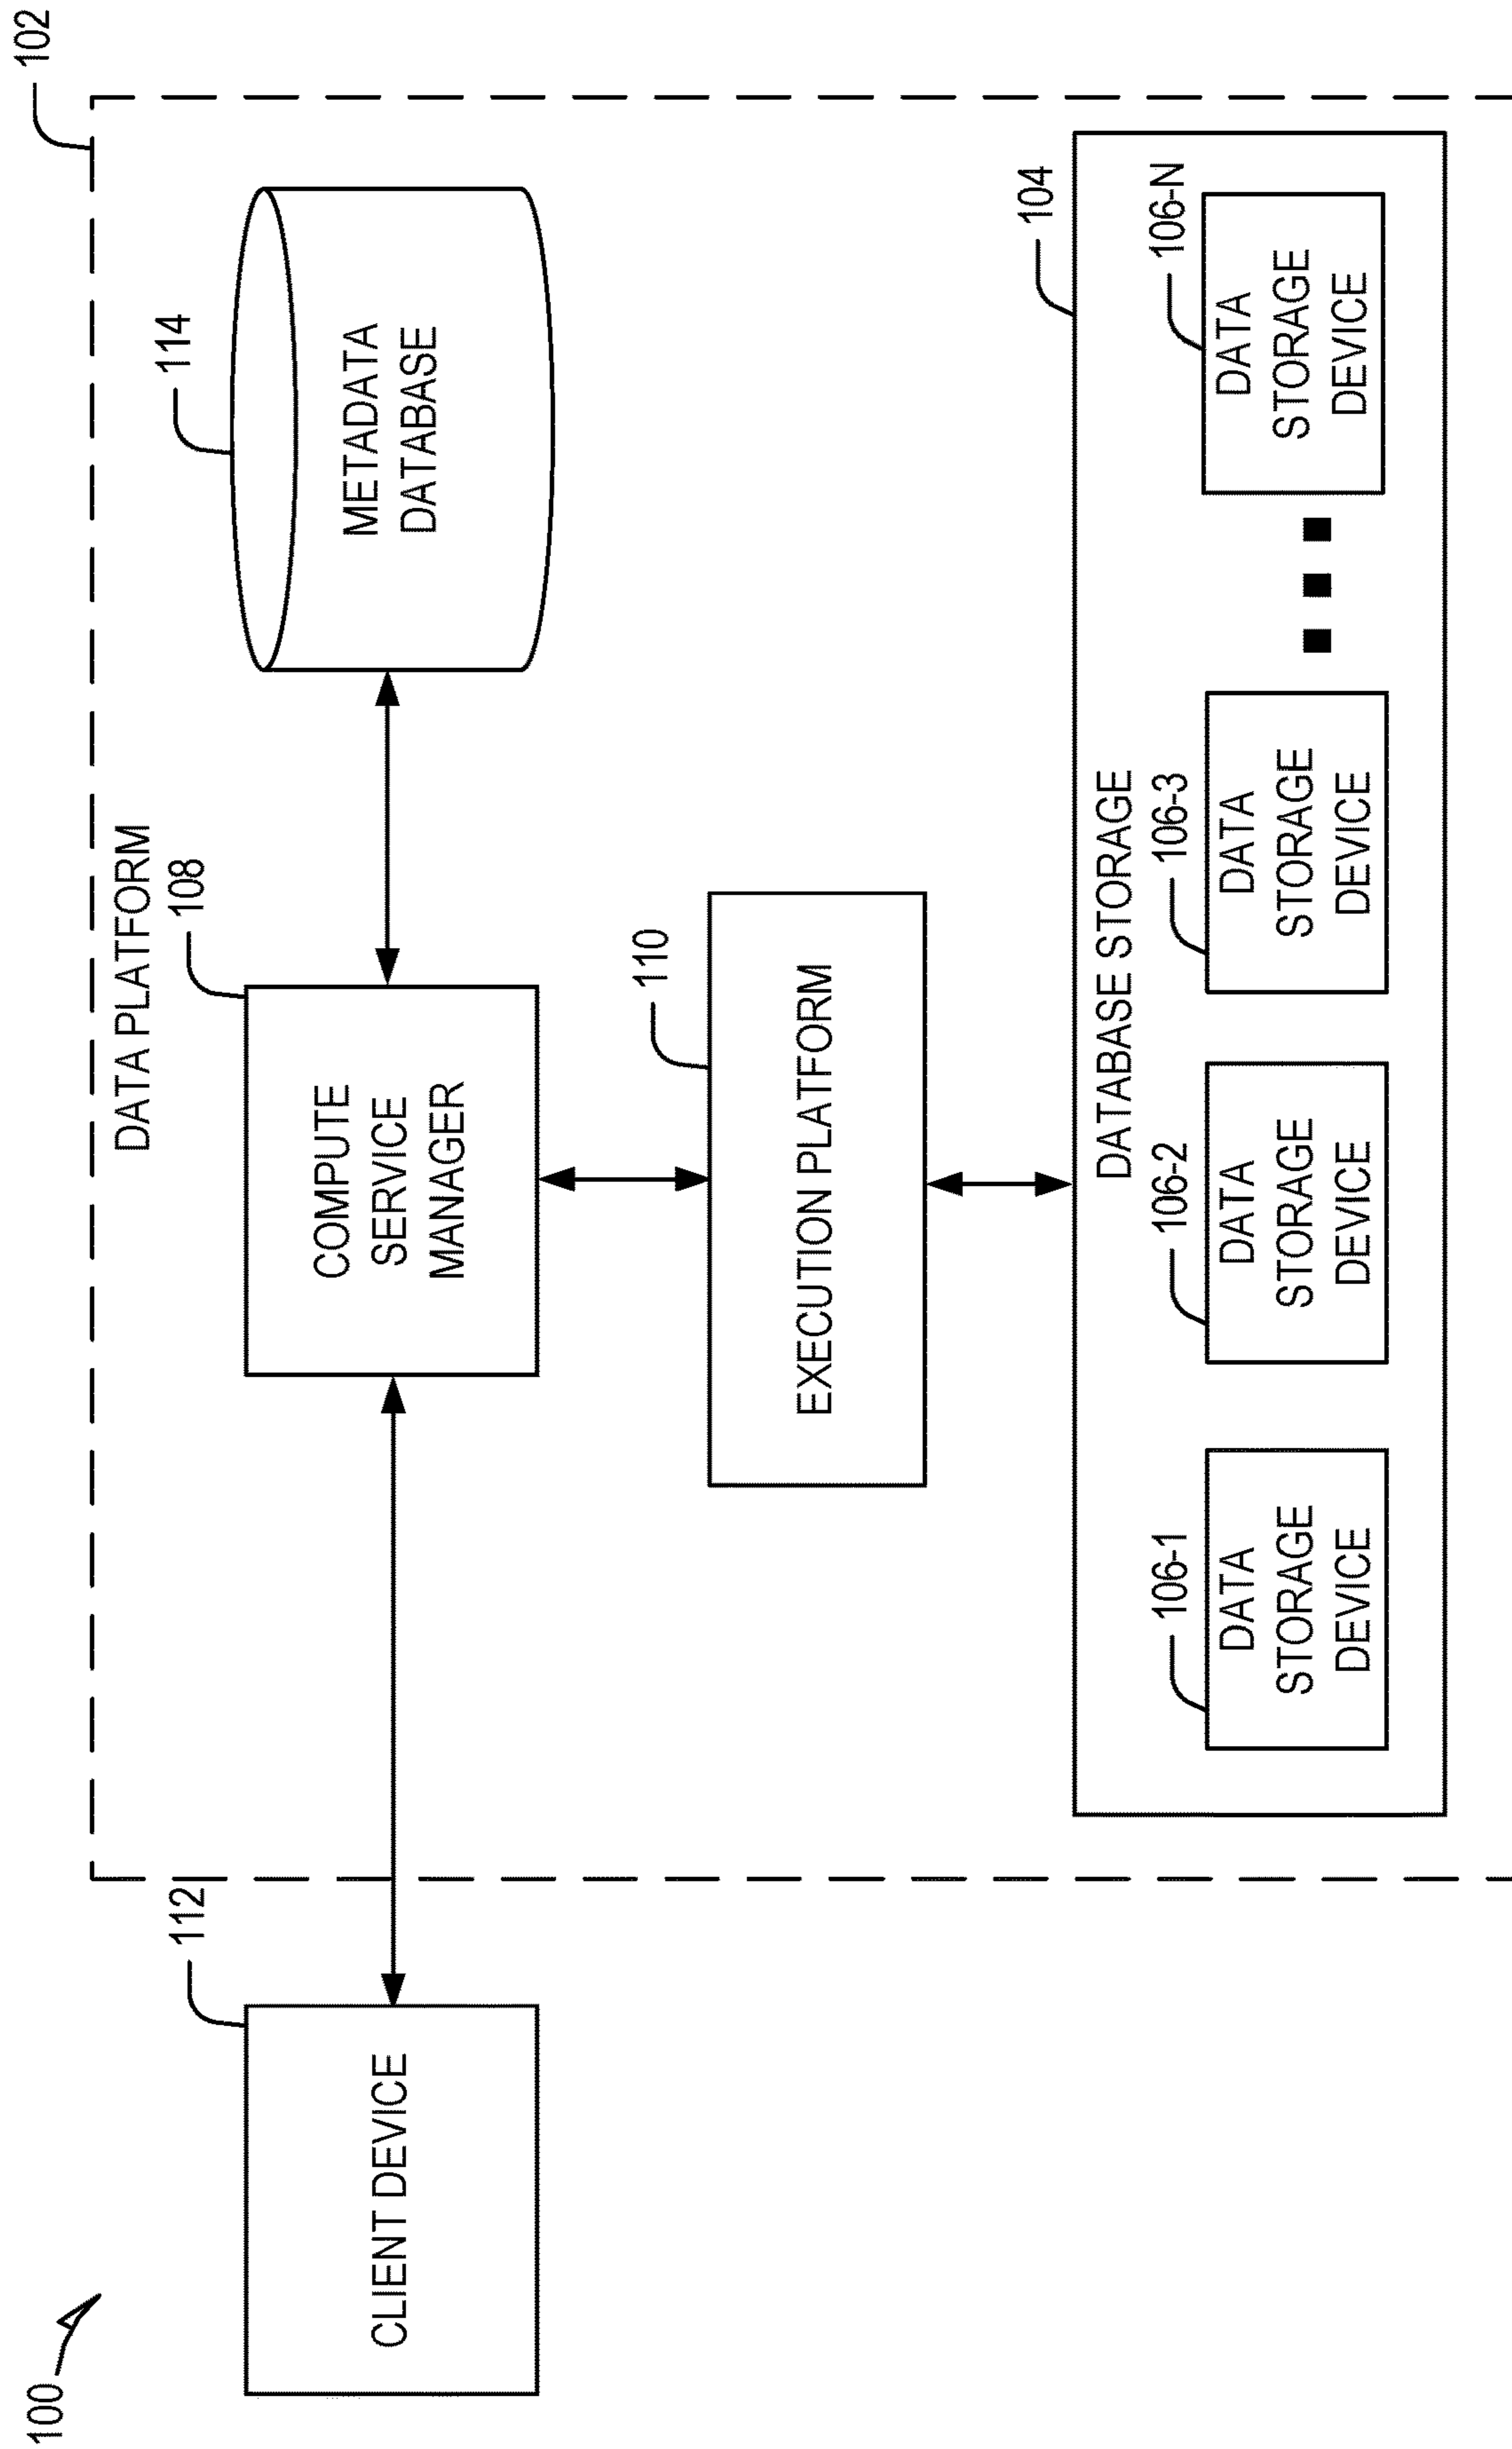 100
102
DATA PLATFORM
112
CLIENT DEVICE
108
COMPUTE
SERVICE
MANAGER
114
METADATA
DATABASE
110
EXECUTION PLATFORM
104
DATABASE STORAGE
106-1
DATA
STORAGE
DEVICE
106-2
DATA
STORAGE
DEVICE
106-3
DATA
STORAGE
DEVICE
106-N
DATA
STORAGE
DEVICE